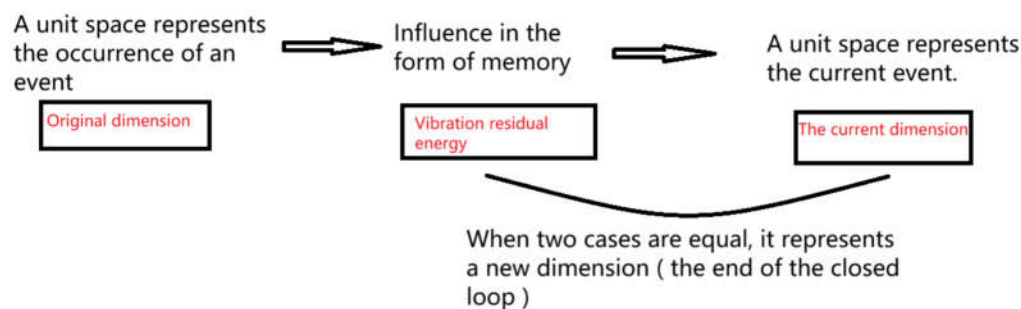 A unit space represents
the occurrence of an
event
Original dimension
Influence in the
form of memory
Vibration residual
energy
A unit space represents
the current event.
The current dimension
When two cases are equal, it represents
a new dimension ( the end of the closed
loop )